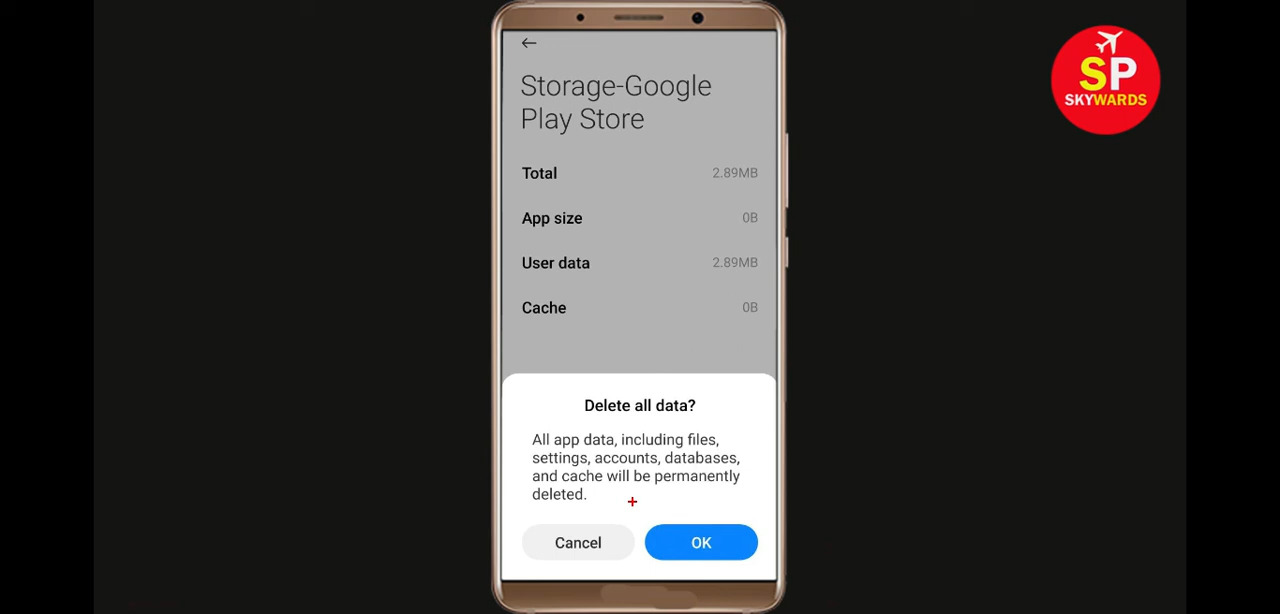 Storage-Google
Play Store
Total 2.89MB
App size 0B
User data 2.89MB
Cache 0B
Delete all data?
All app data, including files,
settings, accounts, databases,
and cache will be permanently
deleted.
Cancel OK
SP
SKYWARDS